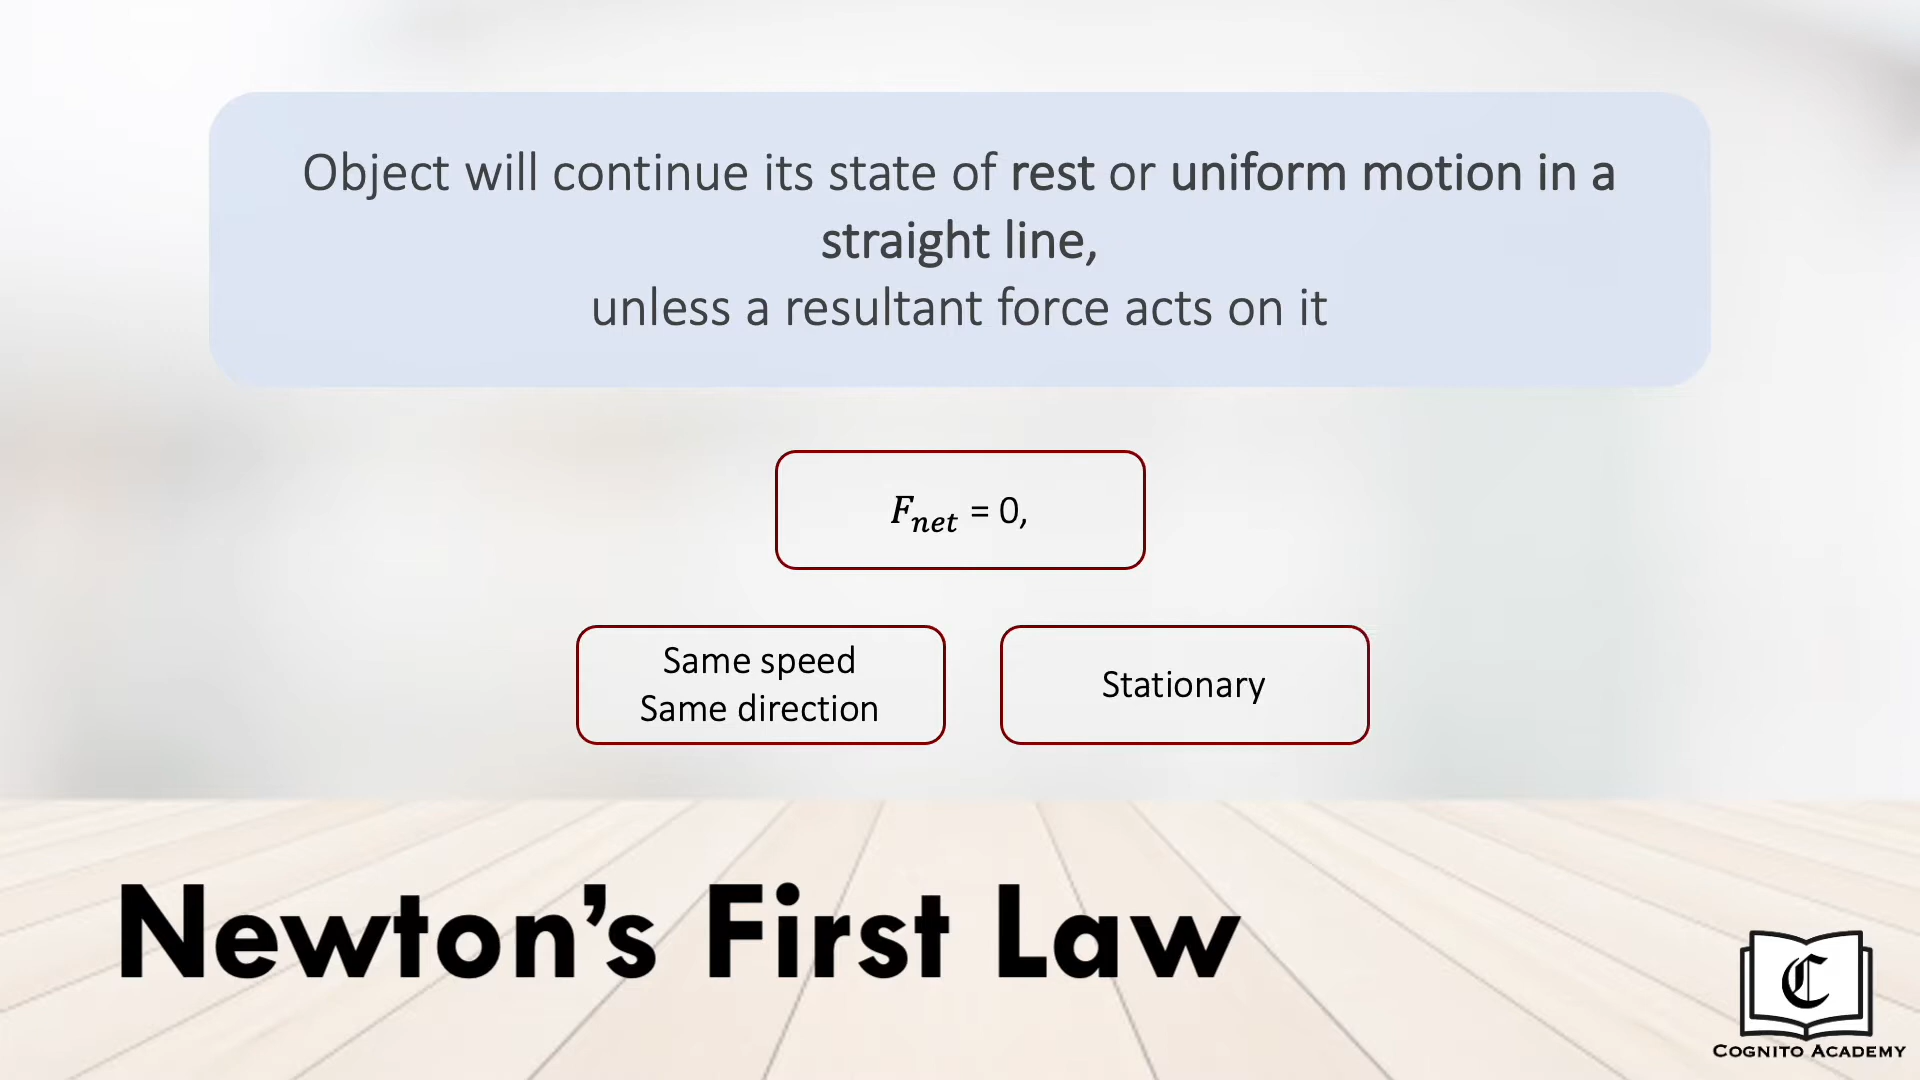 Object will continue its state of rest or uniform motion in a
straight line,
unless a resultant force acts on it
F_net = 0,
Same speed
Same direction
Stationary
Newton’s First Law
C
COGNITO ACADEMY